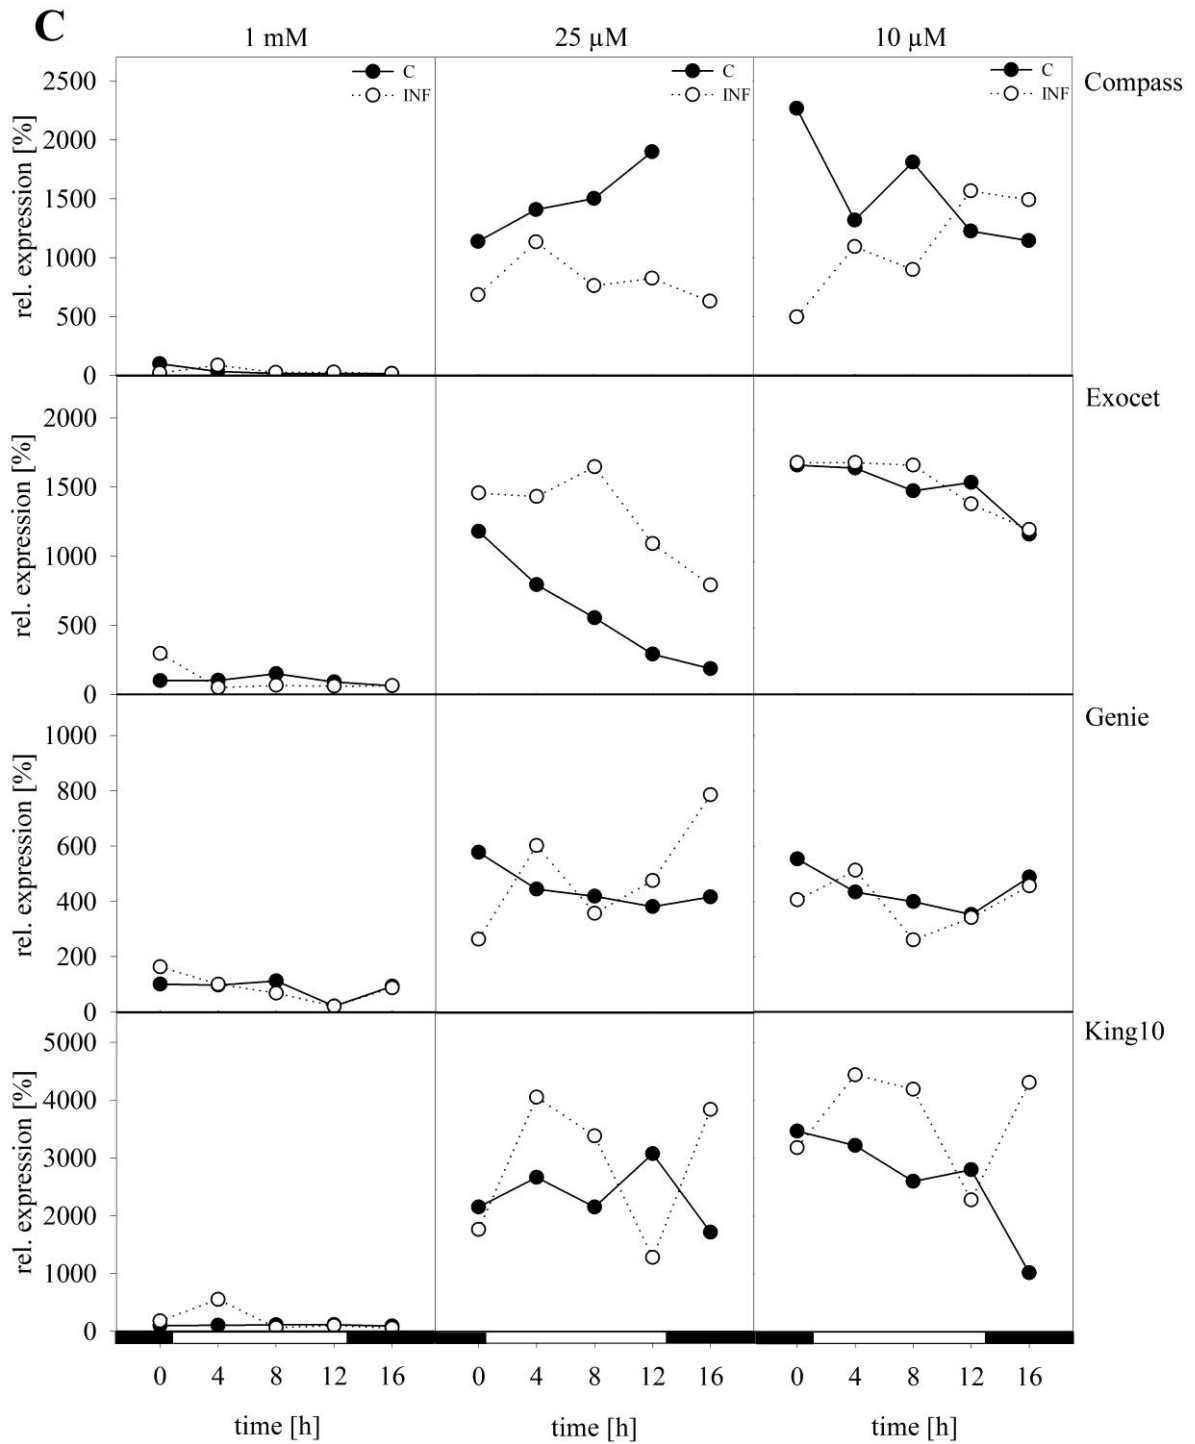 C
1 mM 25 µM 10 µM
C C C
INF INF INF
Compass
rel. expression [%]
2500
2000
1500
1000
500
0
Exocet
rel. expression [%]
2000
1500
1000
500
0
Genie
rel. expression [%]
1000
800
600
400
200
0
King10
rel. expression [%]
5000
4000
3000
2000
1000
0
0 4 8 12 16 0 4 8 12 16 0 4 8 12 16
time [h] time [h] time [h]